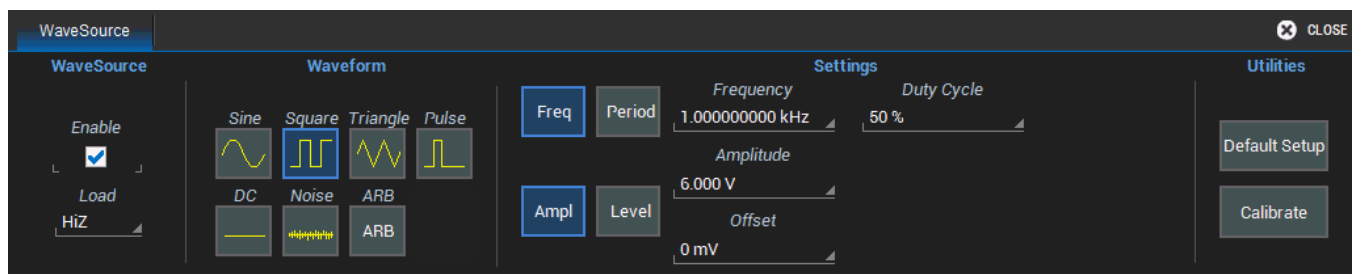 WaveSource
CLOSE
WaveSource
Waveform
Settings
Utilities
Enable
Load
HiZ
Sine Square Triangle Pulse
DC Noise ARB
ARB
Freq Period
Ampl Level
Frequency
1.000000000 kHz
Duty Cycle
50 %
Amplitude
6.000 V
Offset
0 mV
Default Setup
Calibrate